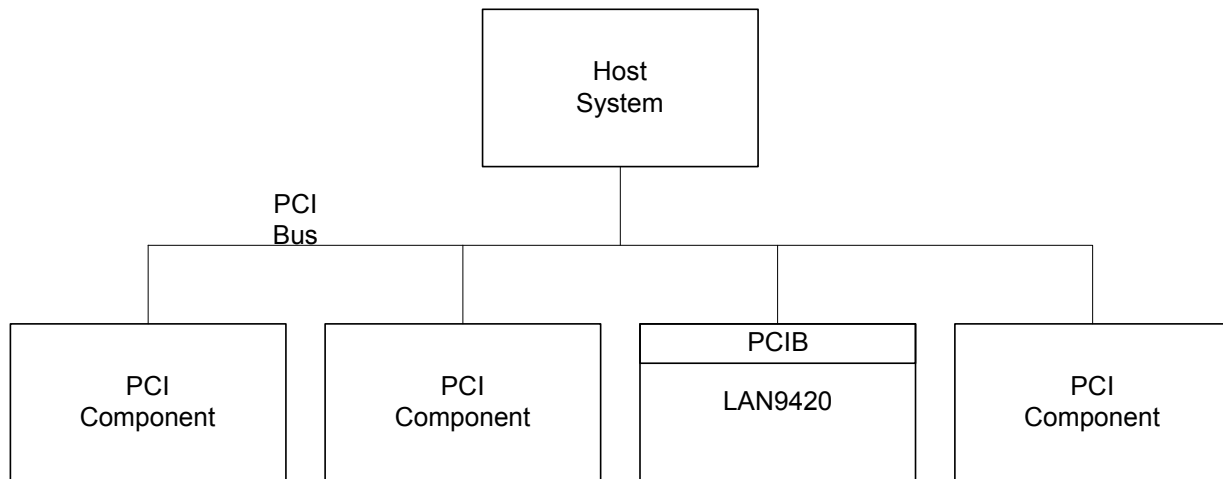 Host
System
PCI
Bus
PCI
Component
PCI
Component
PCIB
LAN9420
PCI
Component